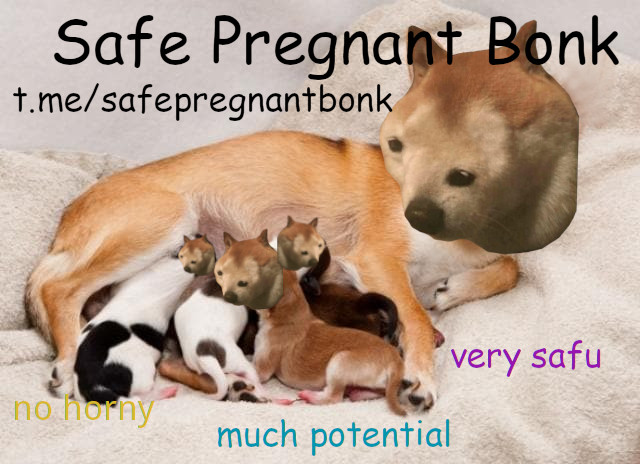 Safe Pregnant Bonk
t.me/safepregnantbonk
very safu
no horny
much potential